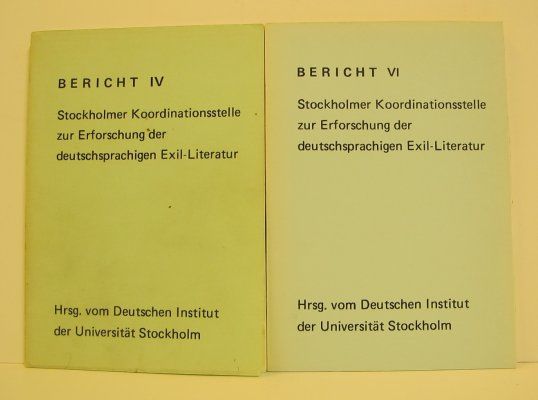 BERICHT IV
Stockholmer Koordinationsstelle
zur Erforschung der
deutschsprachigen Exil-Literatur
Hrsg. vom Deutschen Institut
der Universität Stockholm
BERICHT VI
Stockholmer Koordinationsstelle
zur Erforschung der
deutschsprachigen Exil-Literatur
Hrsg. vom Deutschen Institut
der Universität Stockholm